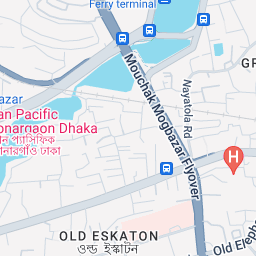 Ferry terminal
Mouchak Mogbazar Flyover
Nayatola Rd
GR
azar
an Pacific
onargaon Dhaka
ান প্যাসিফিক
নারগাঁও ঢাকা
H
OLD ESKATON
ওল্ড ইস্কাটন
Old Eleph